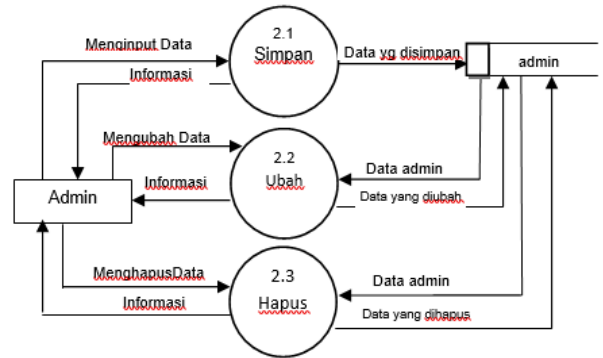 2.1
Simpan
Menginput Data
Informasi
Data yg disimpan
admin
Mengubah Data
Informasi
2.2
Ubah
Data admin
Data yang diubah
Admin
MenghapusData
Informasi
2.3
Hapus
Data admin
Data yang dihapus